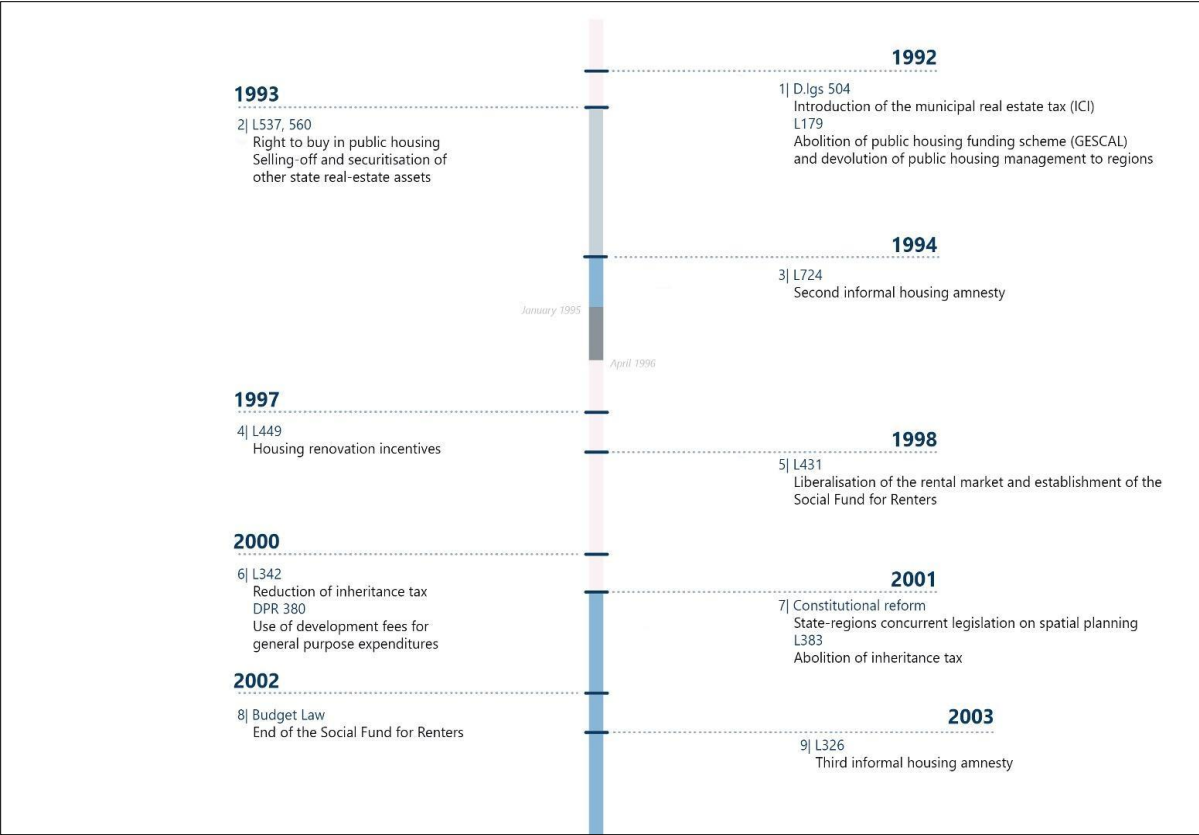 1992
1| D.lgs 504
Introduction of the municipal real estate tax (ICI)
L179
Abolition of public housing funding scheme (GESCAL)
and devolution of public housing management to regions
1993
2| L537, 560
Right to buy in public housing
Selling-off and securitisation of
other state real-estate assets
1994
3| L724
Second informal housing amnesty
January 1995
April 1996
1997
4| L449
Housing renovation incentives
1998
5| L431
Liberalisation of the rental market and establishment of the
Social Fund for Renters
2000
6| L342
Reduction of inheritance tax
DPR 380
Use of development fees for
general purpose expenditures
2001
7| Constitutional reform
State-regions concurrent legislation on spatial planning
L383
Abolition of inheritance tax
2002
8| Budget Law
End of the Social Fund for Renters
2003
9| L326
Third informal housing amnesty